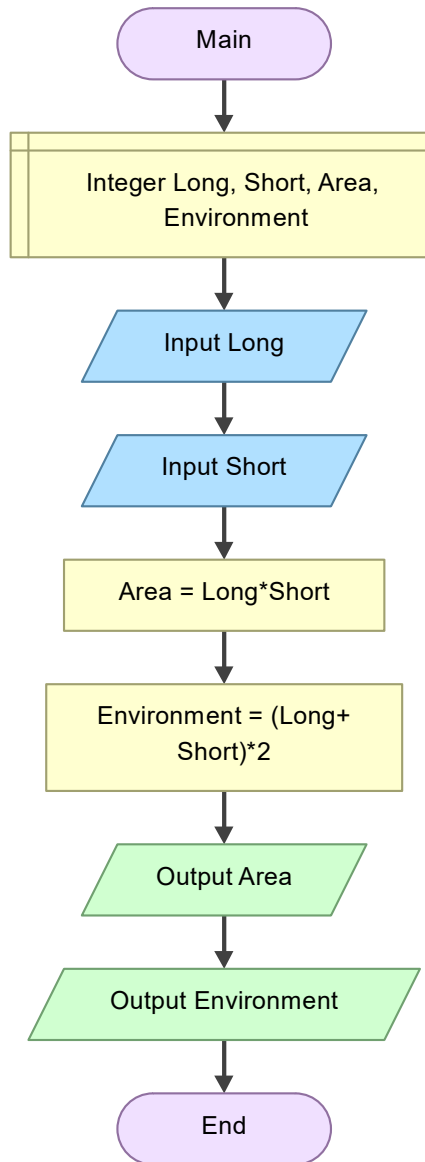 Main
Integer Long, Short, Area,
Environment
Input Long
Input Short
Area = Long*Short
Environment = (Long+
Short)*2
Output Area
Output Environment
End